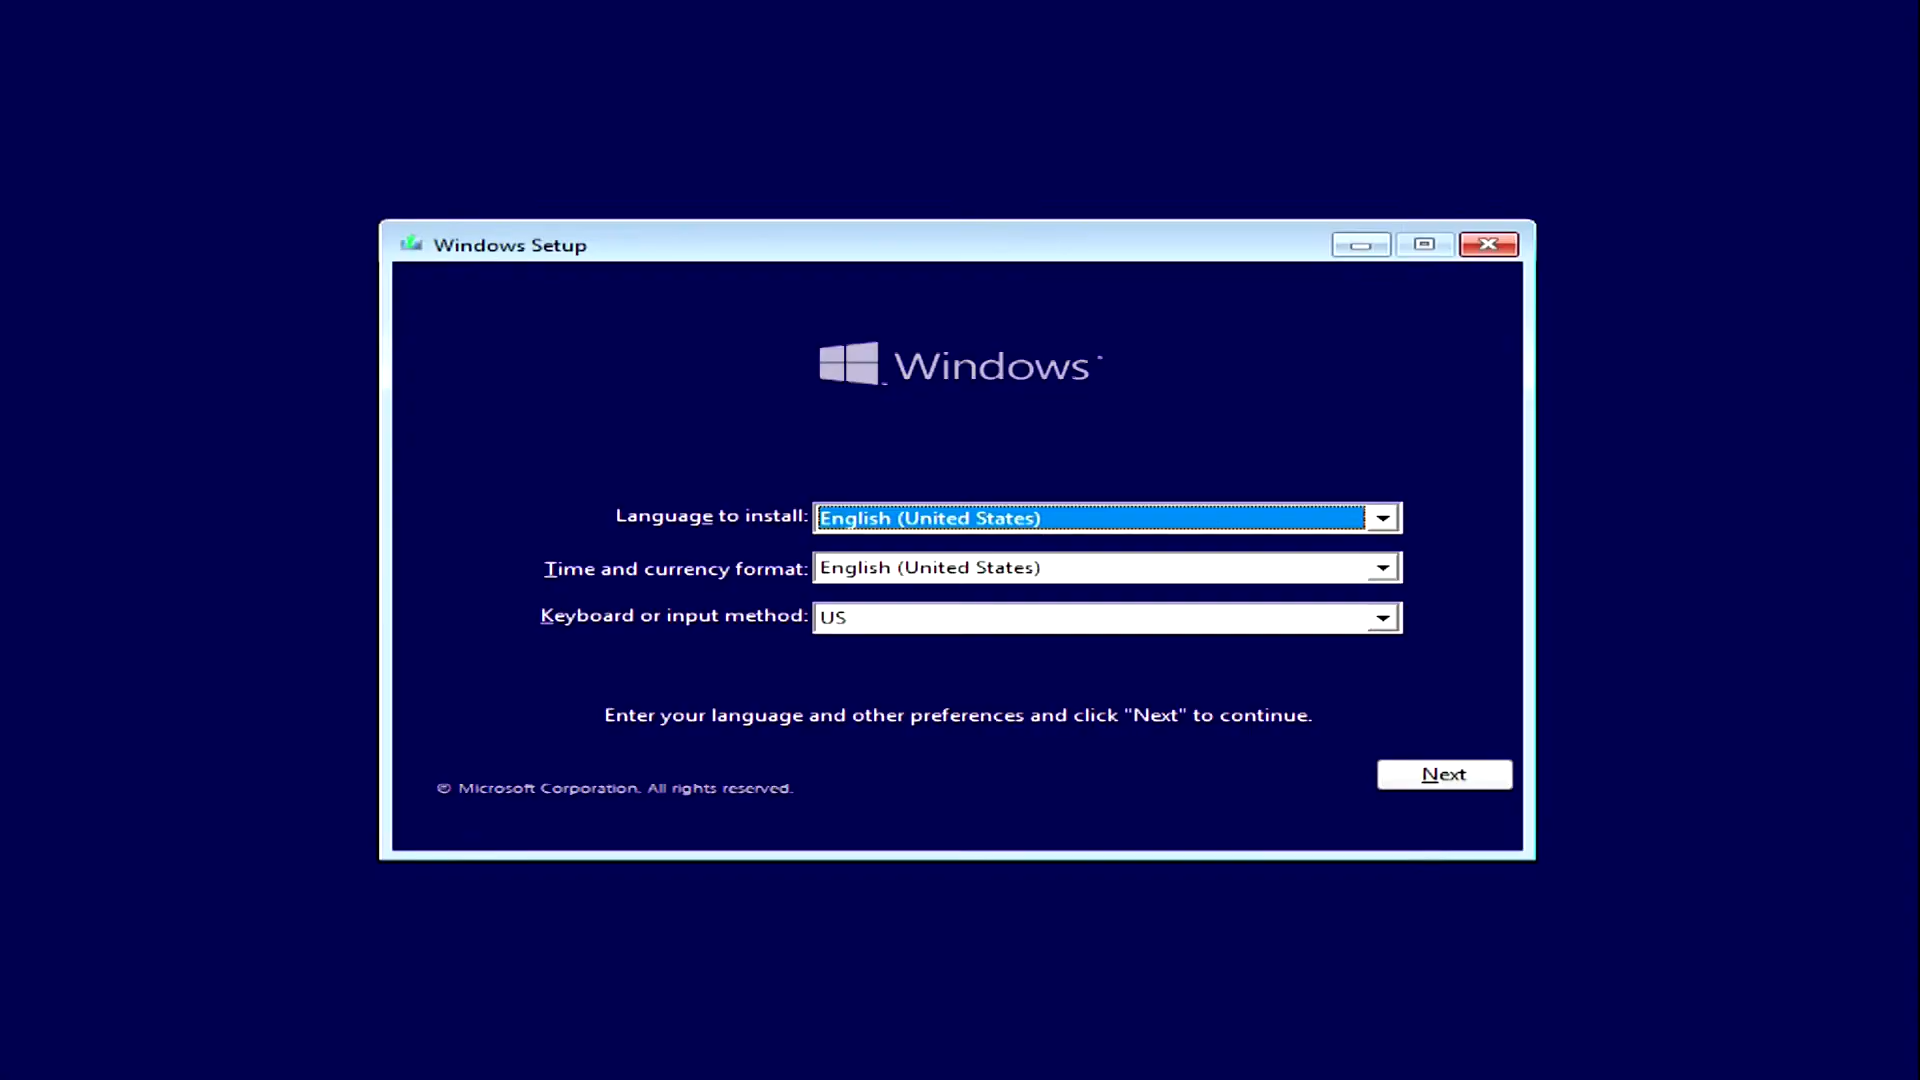 Windows Setup
Windows
Language to install: English (United States)
Time and currency format: English (United States)
Keyboard or input method: US
Enter your language and other preferences and click "Next" to continue.
Next
© Microsoft Corporation. All rights reserved.